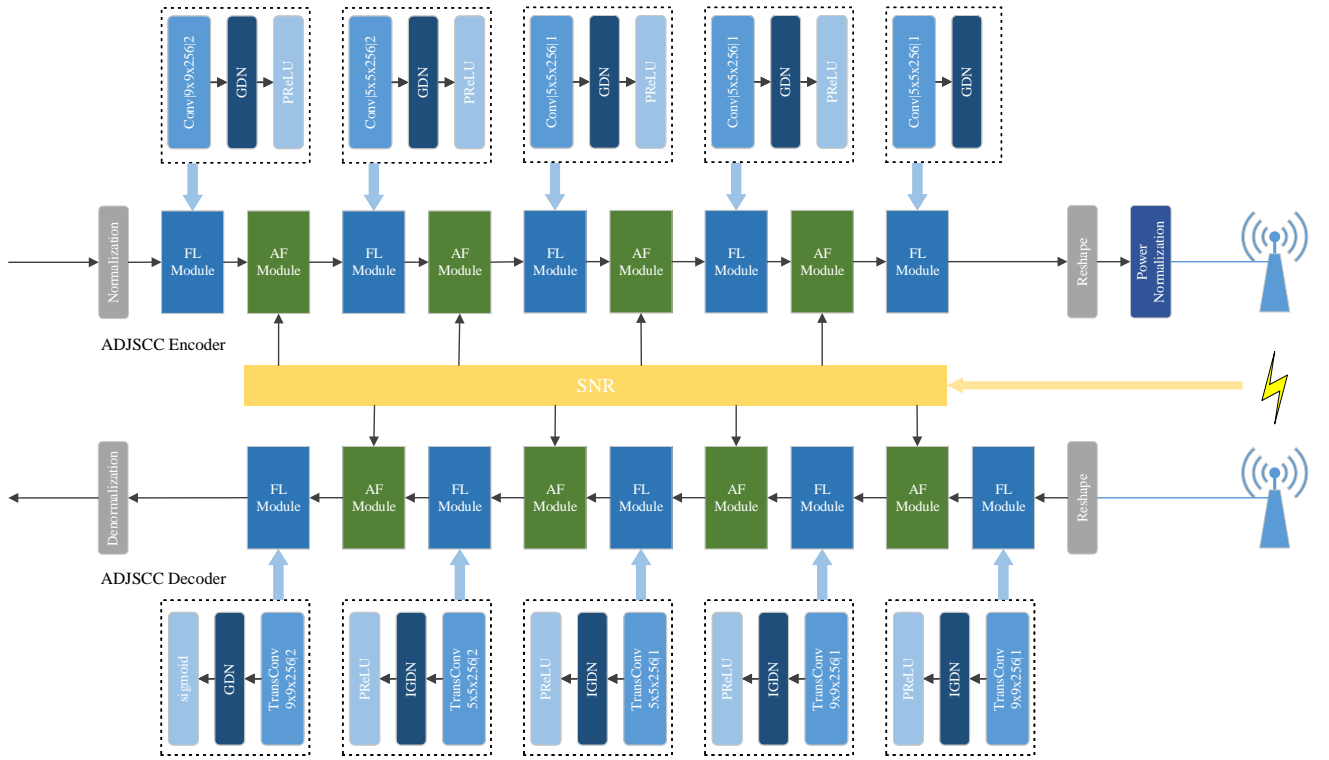 Conv|9x9x256|2
GDN
PReLU
Conv|5x5x256|2
GDN
PReLU
Conv|5x5x256|1
GDN
PReLU
Conv|5x5x256|1
GDN
PReLU
Conv|5x5x256|1
GDN
Normalization
FL
Module
AF
Module
FL
Module
AF
Module
FL
Module
AF
Module
FL
Module
AF
Module
FL
Module
Reshape
Power
Normalization
ADJSCC Encoder
SNR
Denormalization
FL
Module
AF
Module
FL
Module
AF
Module
FL
Module
AF
Module
FL
Module
AF
Module
FL
Module
Reshape
ADJSCC Decoder
sigmoid
GDN
TransConv
9x9x256|2
PReLU
IGDN
TransConv
5x5x256|2
PReLU
IGDN
TransConv
5x5x256|1
PReLU
IGDN
TransConv
9x9x256|1
PReLU
IGDN
TransConv
9x9x256|1